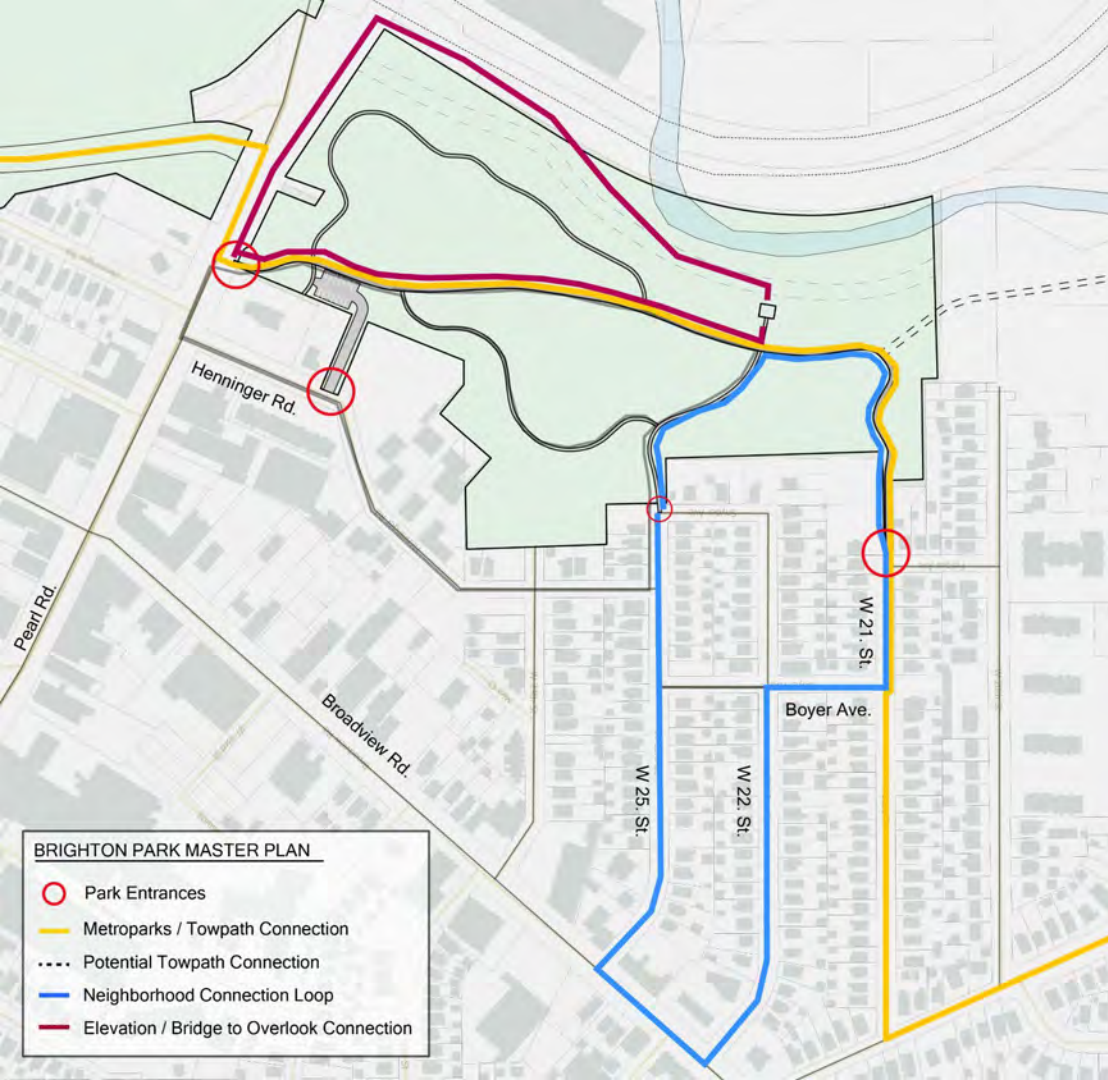 Henninger Rd.
Pearl Rd.
Broadview Rd.
W 21. St.
Boyer Ave.
W 25. St.
W 22. St.
BRIGHTON PARK MASTER PLAN
Park Entrances
Metroparks / Towpath Connection
Potential Towpath Connection
Neighborhood Connection Loop
Elevation / Bridge to Overlook Connection